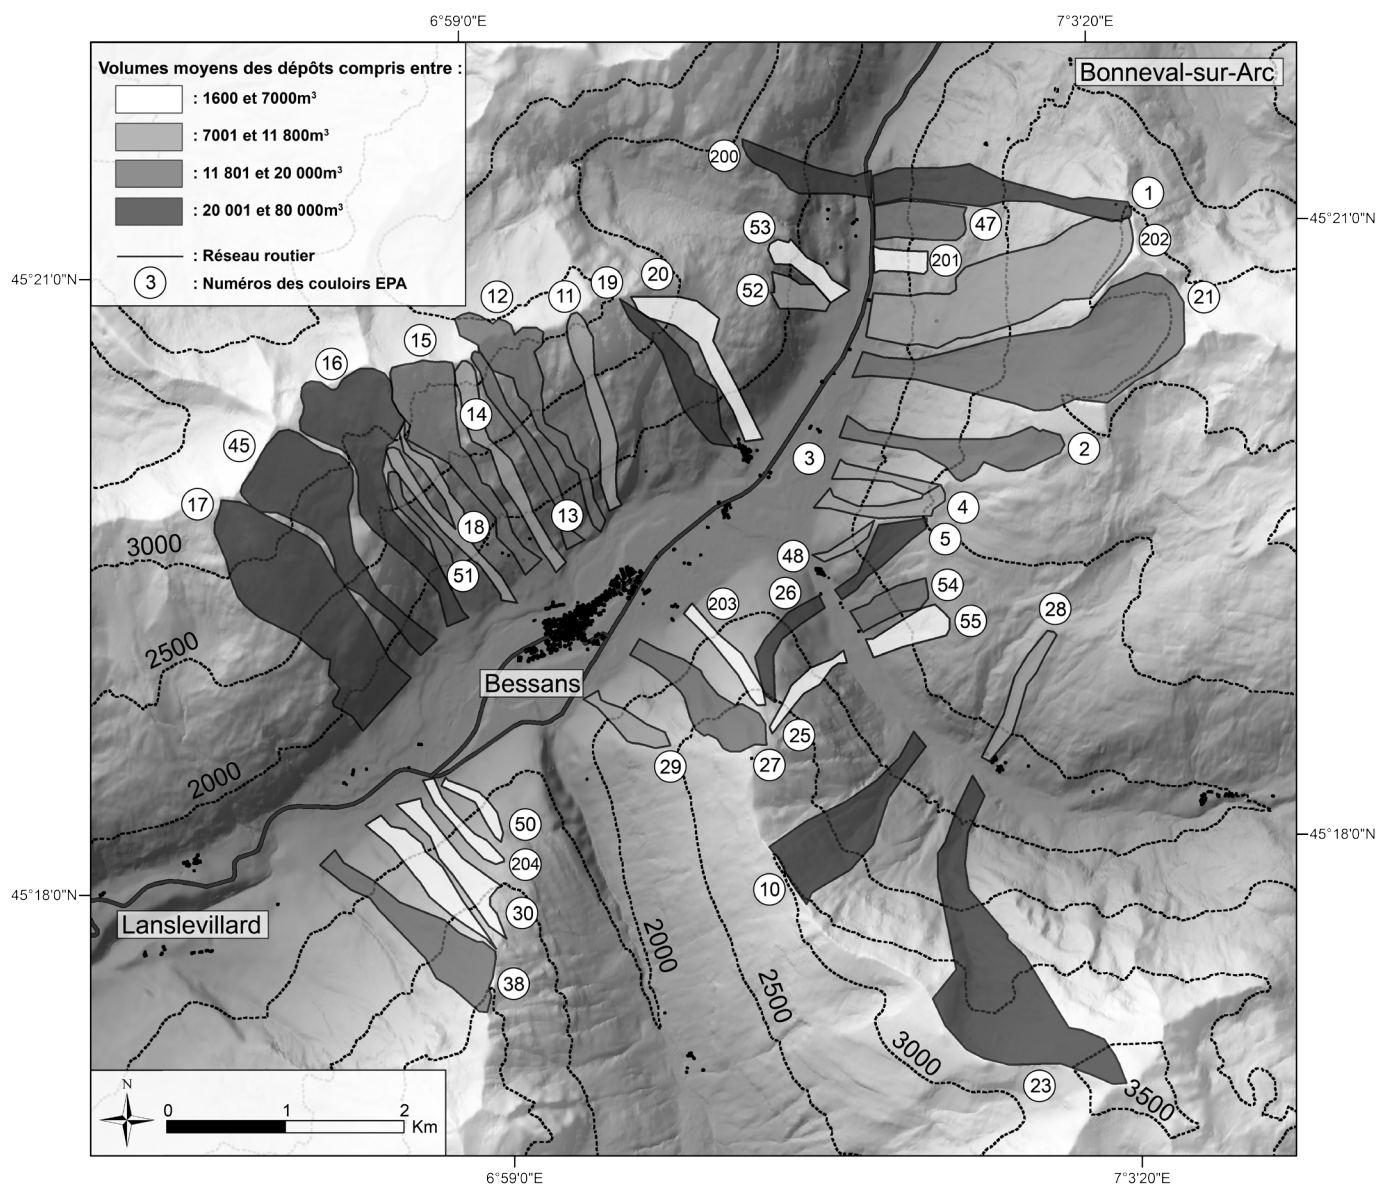 6°59'0"E
7°3'20"E
Volumes moyens des dépôts compris entre :
: 1600 et 7000m³
: 7001 et 11 800m³
: 11 801 et 20 000m³
: 20 001 et 80 000m³
: Réseau routier
3
: Numéros des couloirs EPA
Bonneval-sur-Arc
200
1
45°21'0"N
47
53
202
201
45°21'0"N
20
19
52
21
12
11
15
16
14
45
2
3
17
4
13
18
5
3000
48
51
54
26
203
28
55
2500
Bessans
25
29
27
2000
50
45°18'0"N
204
10
45°18'0"N
30
Lanslevillard
2000
38
2500
3000
23
3500
N
0
1
2
Km
6°59'0"E
7°3'20"E